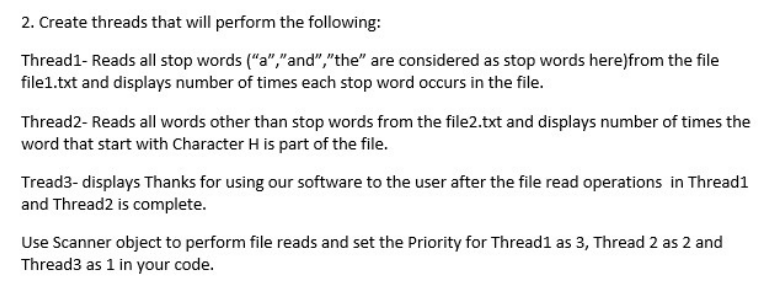 2. Create threads that will perform the following:
Thread1- Reads all stop words (“a”,”and”,”the” are considered as stop words here)from the file
file1.txt and displays number of times each stop word occurs in the file.
Thread2- Reads all words other than stop words from the file2.txt and displays number of times the
word that start with Character H is part of the file.
Tread3- displays Thanks for using our software to the user after the file read operations  in Thread1
and Thread2 is complete.
Use Scanner object to perform file reads and set the Priority for Thread1 as 3, Thread 2 as 2 and
Thread3 as 1 in your code.